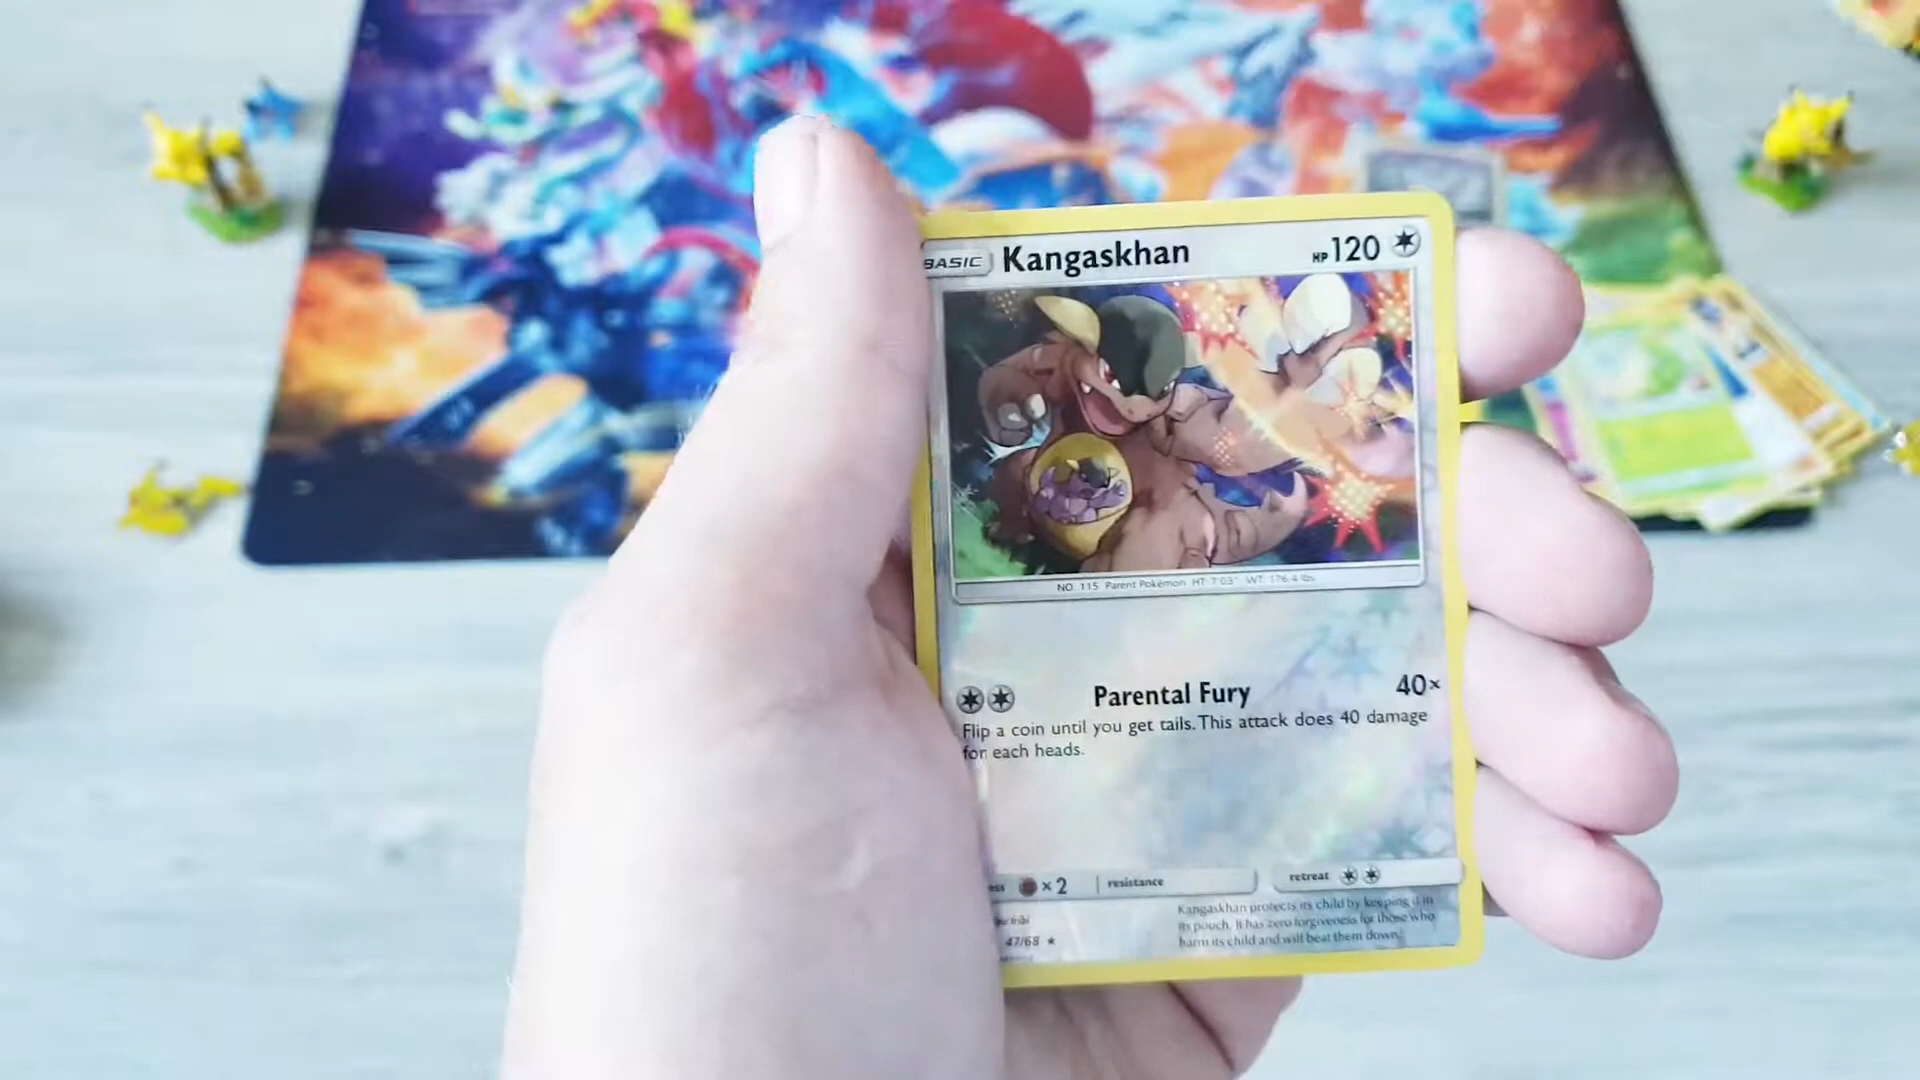 BASIC Kangaskhan HP 120
NO. 115 Parent Pokémon HT: 7'03" WT: 176.4 lbs.
Parental Fury 40×
Flip a coin until you get tails. This attack does 40 damage
for each heads.
×2 resistance retreat
Kangaskhan protects its child by keeping it in
its pouch. It has zero forgiveness for those who
harm its child and will beat them down.
47/68